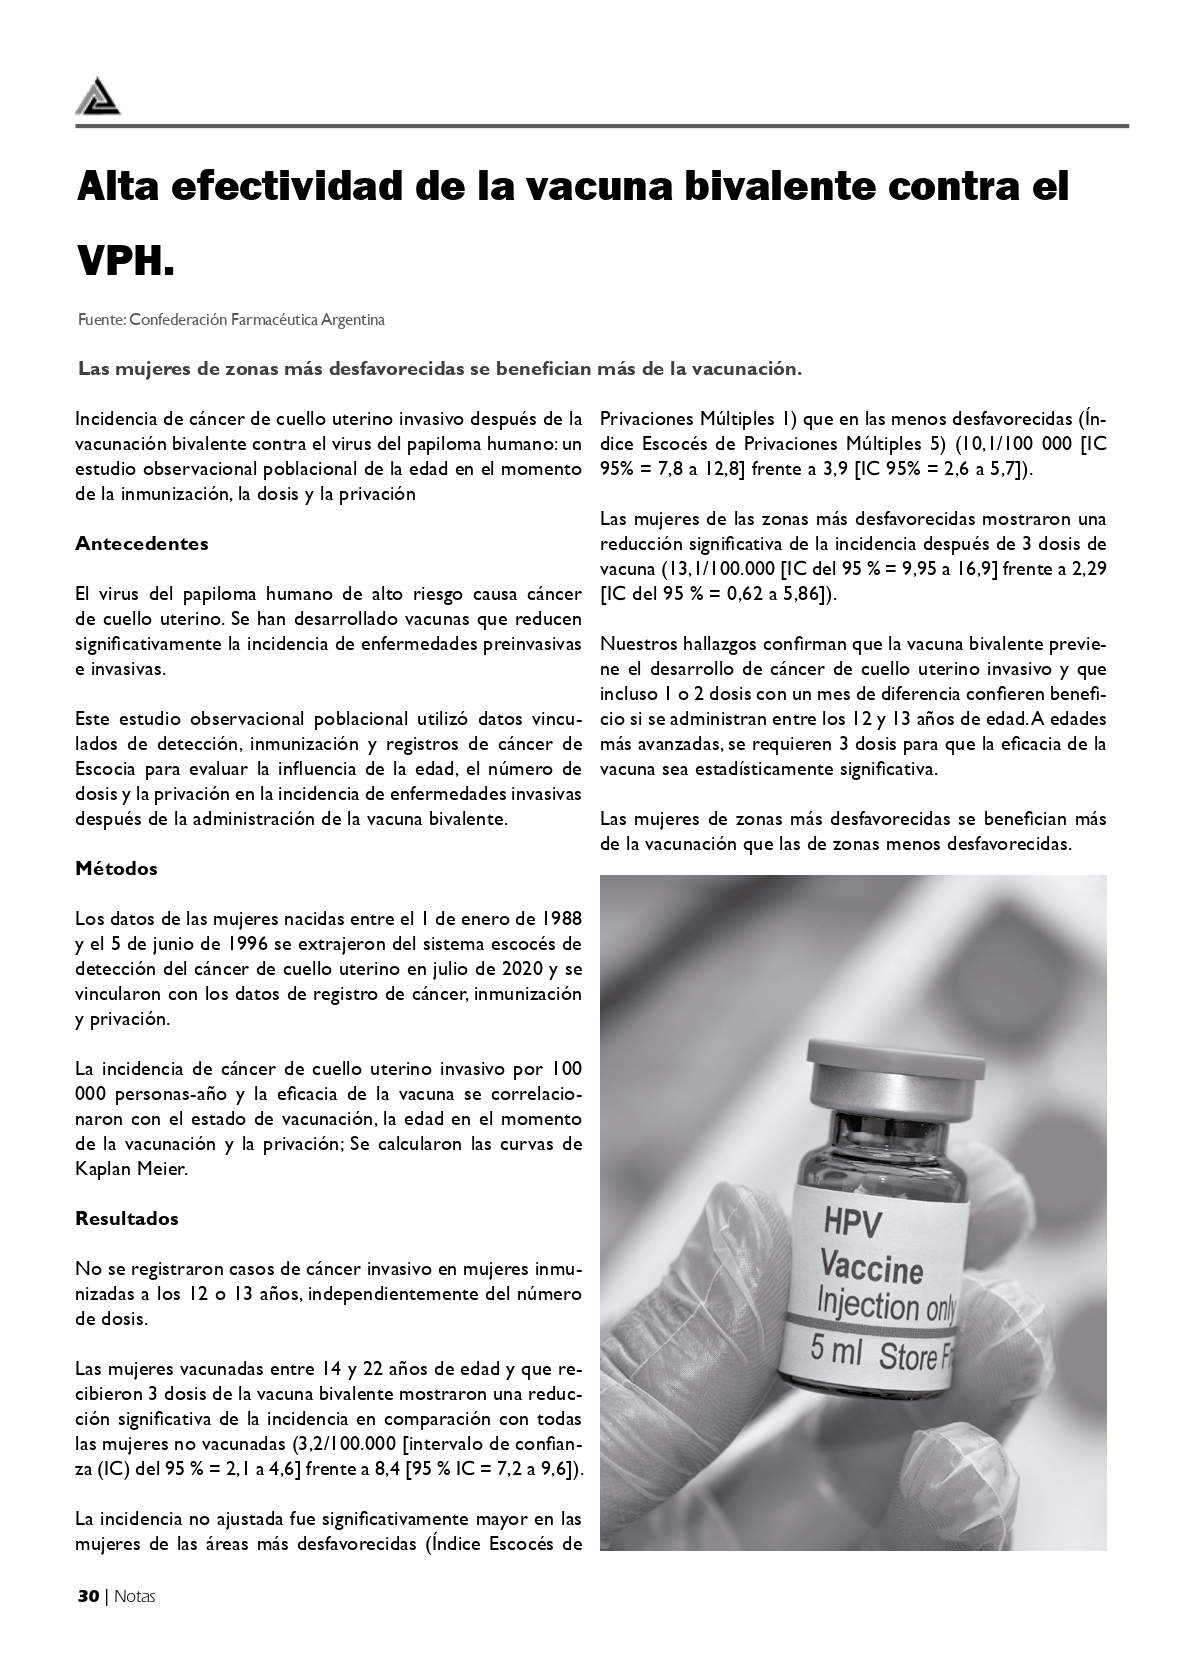 Alta efectividad de la vacuna bivalente contra el
VPH.
Fuente: Confederación Farmacéutica Argentina
Las mujeres de zonas más desfavorecidas se benefician más de la vacunación.
Incidencia de cáncer de cuello uterino invasivo después de la
vacunación bivalente contra el virus del papiloma humano: un
estudio observacional poblacional de la edad en el momento
de la inmunización, la dosis y la privación
Antecedentes
El virus del papiloma humano de alto riesgo causa cáncer
de cuello uterino. Se han desarrollado vacunas que reducen
significativamente la incidencia de enfermedades preinvasivas
e invasivas.
Este estudio observacional poblacional utilizó datos vincu-
lados de detección, inmunización y registros de cáncer de
Escocia para evaluar la influencia de la edad, el número de
dosis y la privación en la incidencia de enfermedades invasivas
después de la administración de la vacuna bivalente.
Métodos
Los datos de las mujeres nacidas entre el 1 de enero de 1988
y el 5 de junio de 1996 se extrajeron del sistema escocés de
detección del cáncer de cuello uterino en julio de 2020 y se
vincularon con los datos de registro de cáncer, inmunización
y privación.
La incidencia de cáncer de cuello uterino invasivo por 100
000 personas-año y la eficacia de la vacuna se correlacio-
naron con el estado de vacunación, la edad en el momento
de la vacunación y la privación; Se calcularon las curvas de
Kaplan Meier.
Resultados
No se registraron casos de cáncer invasivo en mujeres inmu-
nizadas a los 12 o 13 años, independientemente del número
de dosis.
Las mujeres vacunadas entre 14 y 22 años de edad y que re-
cibieron 3 dosis de la vacuna bivalente mostraron una reduc-
ción significativa de la incidencia en comparación con todas
las mujeres no vacunadas (3,2/100.000 [intervalo de confian-
za (IC) del 95 % = 2,1 a 4,6] frente a 8,4 [95 % IC = 7,2 a 9,6]).
La incidencia no ajustada fue significativamente mayor en las
mujeres de las áreas más desfavorecidas (Índice Escocés de
Privaciones Múltiples 1) que en las menos desfavorecidas (Ín-
dice Escocés de Privaciones Múltiples 5) (10,1/100 000 [IC
95% = 7,8 a 12,8] frente a 3,9 [IC 95% = 2,6 a 5,7]).
Las mujeres de las zonas más desfavorecidas mostraron una
reducción significativa de la incidencia después de 3 dosis de
vacuna (13,1/100.000 [IC del 95 % = 9,95 a 16,9] frente a 2,29
[IC del 95 % = 0,62 a 5,86]).
Nuestros hallazgos confirman que la vacuna bivalente previe-
ne el desarrollo de cáncer de cuello uterino invasivo y que
incluso 1 o 2 dosis con un mes de diferencia confieren benefi-
cio si se administran entre los 12 y 13 años de edad. A edades
más avanzadas, se requieren 3 dosis para que la eficacia de la
vacuna sea estadísticamente significativa.
Las mujeres de zonas más desfavorecidas se benefician más
de la vacunación que las de zonas menos desfavorecidas.
HPV
Vaccine
Injection only
5 ml Store
30 | Notas